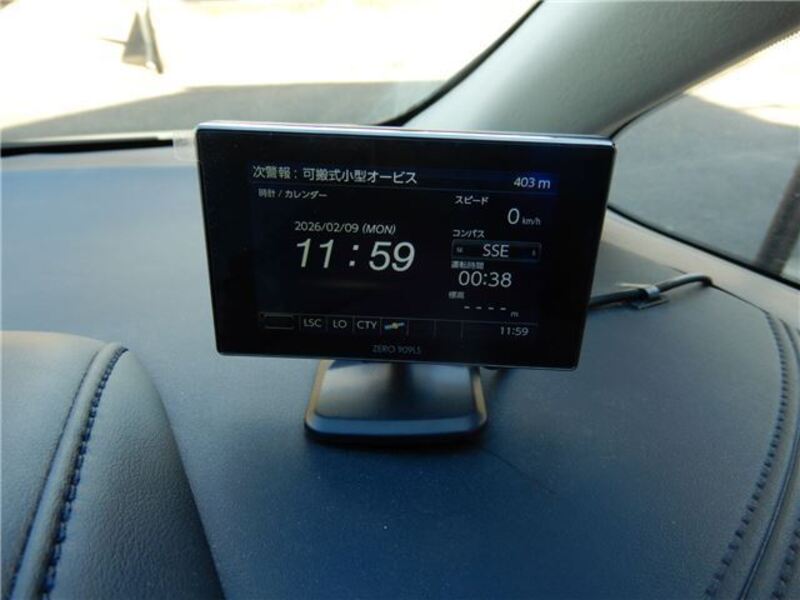 次警報：可搬式小型オービス 403 m
時計 / カレンダー
スピード
0 km/h
2026/02/09 (MON)
11:59
コンパス
SSE
運転時間
00:38
標高
---- m
LSC LO CTY
11:59
ZERO 909LS